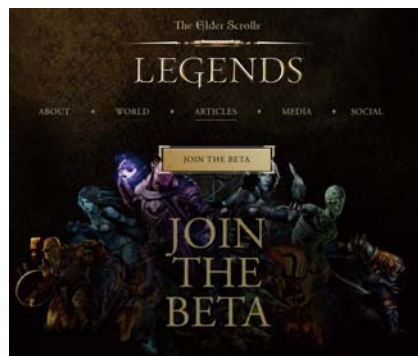 The Elder Scrolls
LEGENDS
ABOUT WORLD ARTICLES MEDIA SOCIAL
JOIN THE BETA
JOIN
THE
BETA